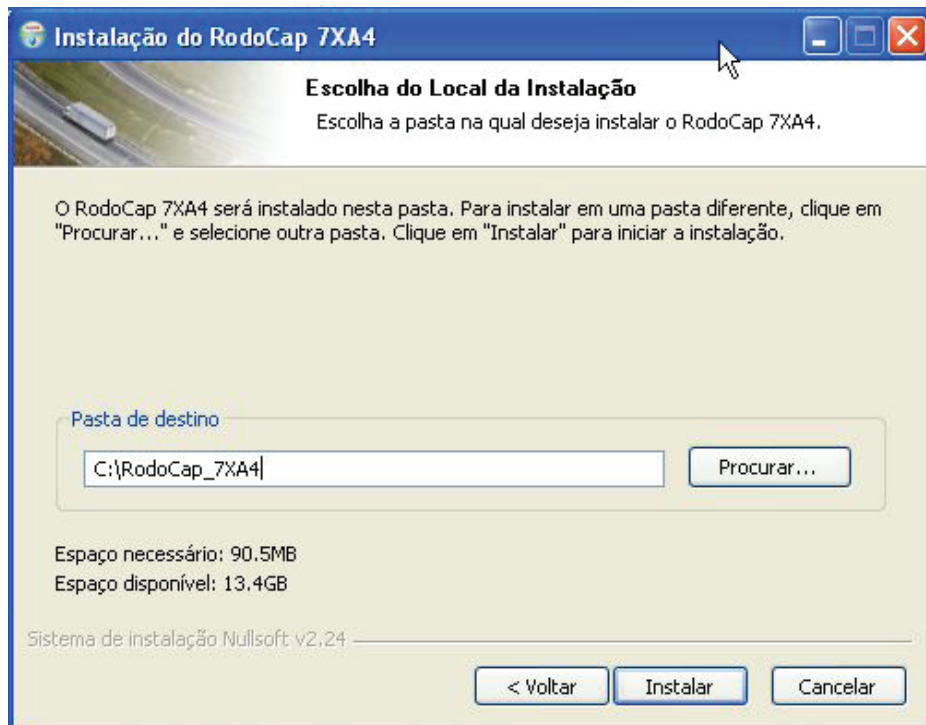 Instalação do RodoCap 7XA4
Escolha do Local da Instalação
Escolha a pasta na qual deseja instalar o RodoCap 7XA4.
O RodoCap 7XA4 será instalado nesta pasta. Para instalar em uma pasta diferente, clique em
"Procurar..." e selecione outra pasta. Clique em "Instalar" para iniciar a instalação.
Pasta de destino
C:\RodoCap_7XA4
Procurar...
Espaço necessário: 90.5MB
Espaço disponível: 13.4GB
Sistema de instalação Nullsoft v2.24
< Voltar
Instalar
Cancelar